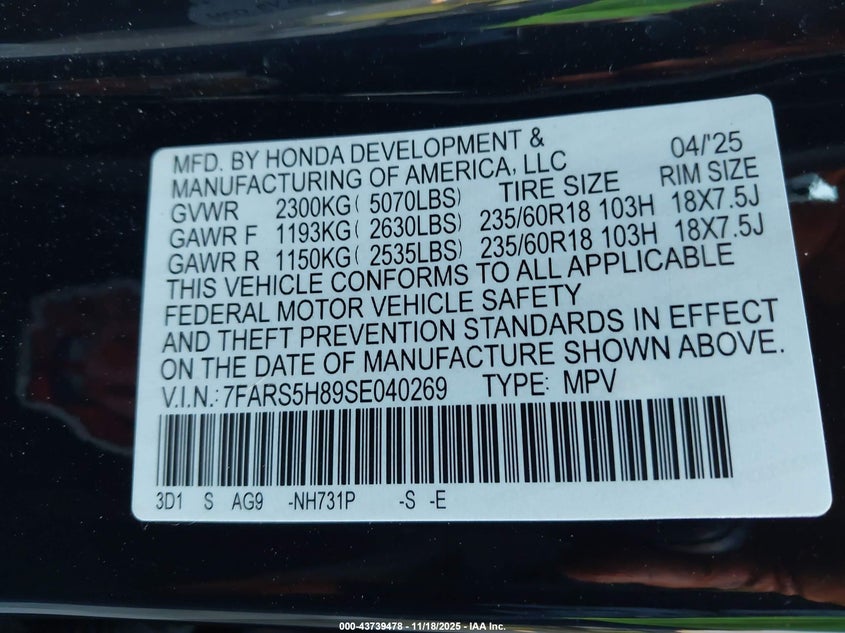 MFD. BY HONDA DEVELOPMENT &
MANUFACTURING OF AMERICA, LLC 04/'25
GVWR 2300KG( 5070LBS) TIRE SIZE RIM SIZE
GAWR F 1193KG( 2630LBS) 235/60R18 103H 18X7.5J
GAWR R 1150KG( 2535LBS) 235/60R18 103H 18X7.5J
THIS VEHICLE CONFORMS TO ALL APPLICABLE
FEDERAL MOTOR VEHICLE SAFETY
AND THEFT PREVENTION STANDARDS IN EFFECT
ON THE DATE OF MANUFACTURE SHOWN ABOVE.
V.I.N.: 7FARS5H89SE040269 TYPE: MPV
3D1 S AG9 -NH731P -S -E
000-43739478 - 11/18/2025 - IAA Inc.